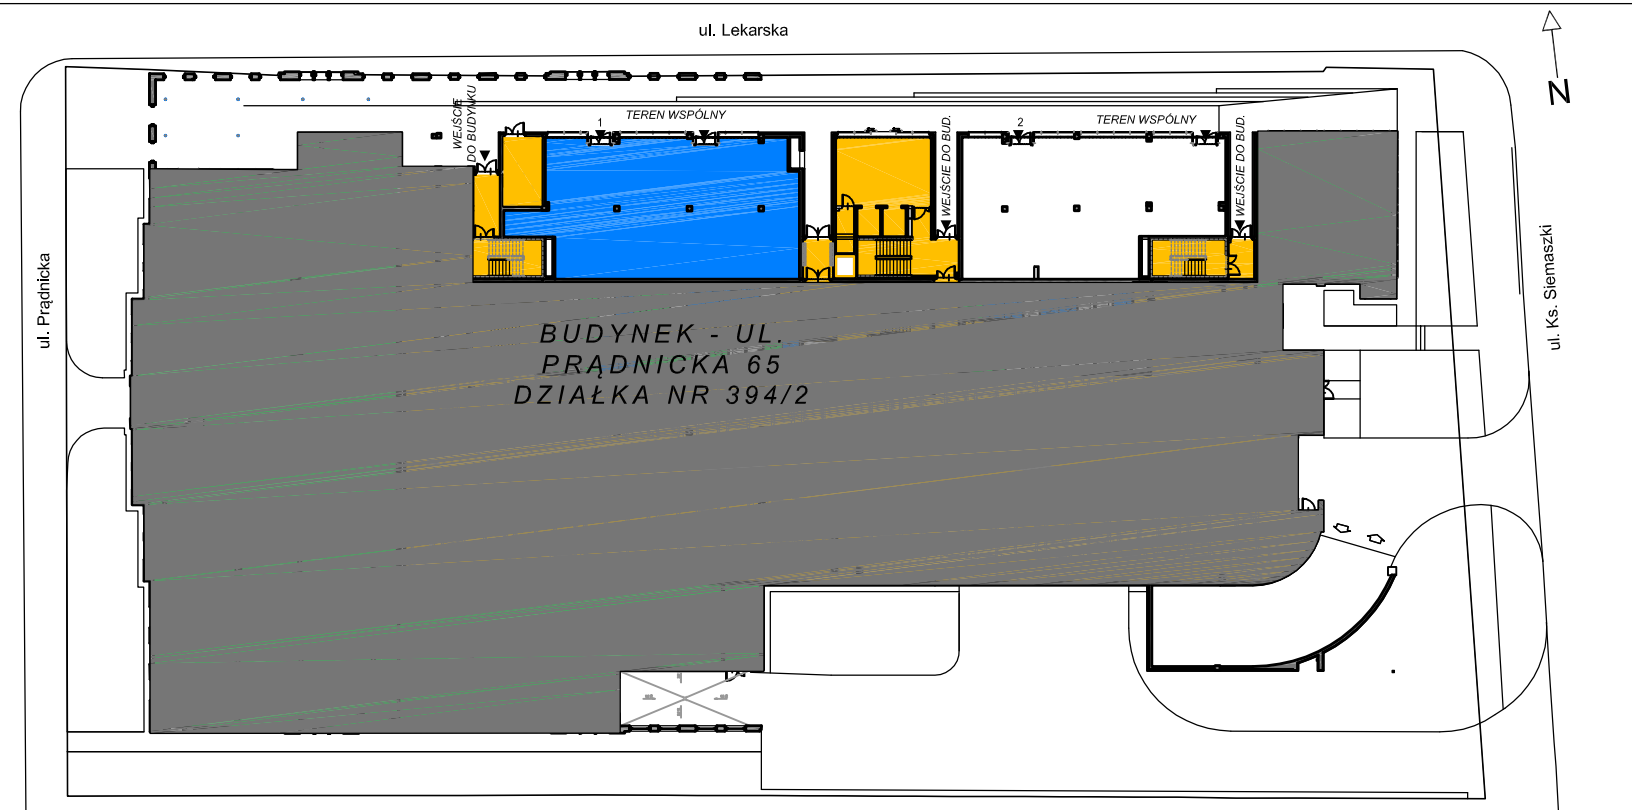 ul. Lekarska
N
WEJŚCIE
DO BUDYNKU
1
TEREN WSPÓLNY
WEJŚCIE DO BUD.
2
TEREN WSPÓLNY
WEJŚCIE DO BUD.
ul. Prądnicka
ul. Ks. Siemaszki
BUDYNEK - UL.
PRĄDNICKA 65
DZIAŁKA NR 394/2